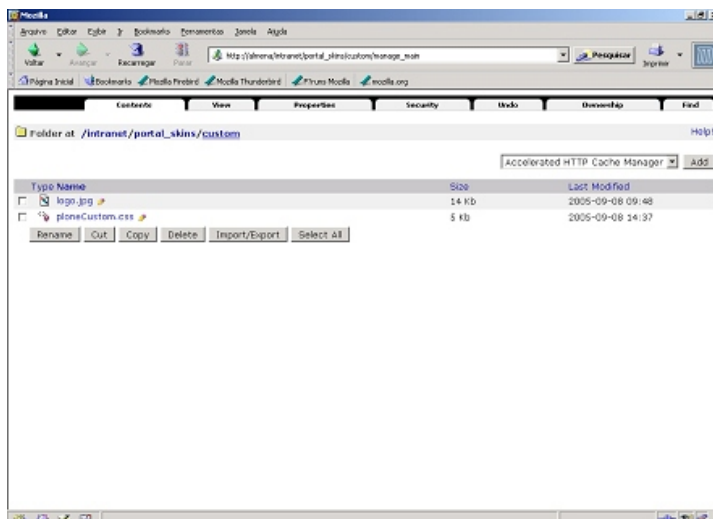 Mozilla
Arquivo Editar Exibir Ir Bookmarks Ferramentas Janela Ajuda
Voltar Avançar Recarregar Parar http://almera/intranet/portal_skins/custom/manage_main Pesquisar Imprimir
Página Inicial Bookmarks Mozilla Firebird Mozilla Thunderbird Mozilla mozilla.org
Contents View Properties Security Undo Ownership Find
Folder at /intranet/portal_skins/custom Help!
Accelerated HTTP Cache Manager Add
Type Name Size Last Modified
logo.jpg 14 Kb 2005-09-08 09:48
ploneCustom.css 5 Kb 2005-09-08 14:37
Rename Cut Copy Delete Import/Export Select All